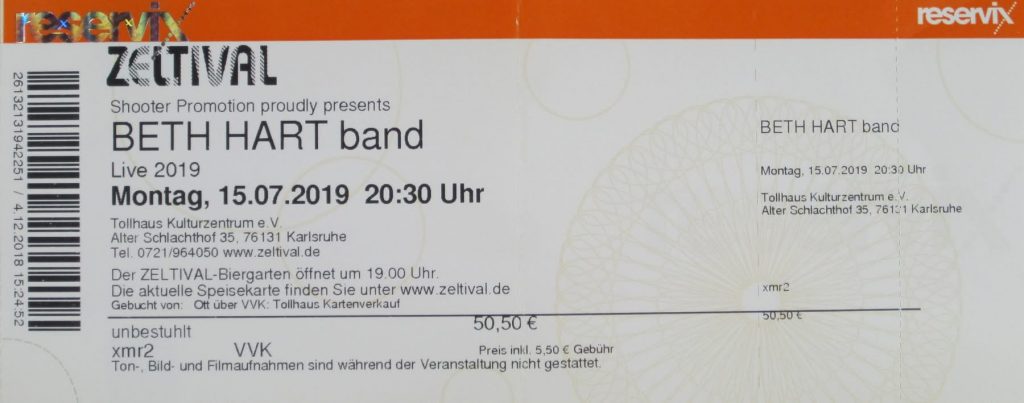 reservix
reservix
ZELTIVAL
Shooter Promotion proudly presents
BETH HART band
Live 2019
Montag, 15.07.2019 20:30 Uhr
Tollhaus Kulturzentrum e.V.
Alter Schlachthof 35, 76131 Karlsruhe
Tel. 0721/964050 www.zeltival.de
Der ZELTIVAL-Biergarten öffnet um 19.00 Uhr.
Die aktuelle Speisekarte finden Sie unter www.zeltival.de
Gebucht von: Ott über VVK: Tollhaus Kartenverkauf
unbestuhlt 50,50 €
xmr2 VVK Preis inkl. 5,50 € Gebühr
Ton-, Bild- und Filmaufnahmen sind während der Veranstaltung nicht gestattet.
26132131942251 / 4.12.2018 15:24:52
BETH HART band
Montag, 15.07.2019 20:30 Uhr
Tollhaus Kulturzentrum e.V.
Alter Schlachthof 35, 76131 Karlsruhe
xmr2
50,50 €